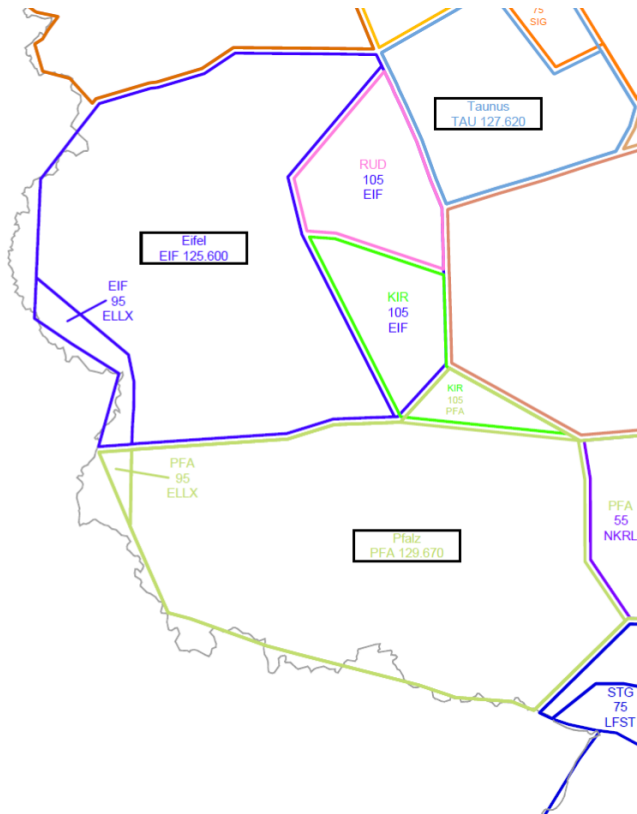 75
SIG
Taunus
TAU 127.620
RUD
105
EIF
Eifel
EIF 125.600
EIF
95
ELLX
KIR
105
EIF
KIR
105
PFA
PFA
95
ELLX
PFA
55
NKRL
Pfalz
PFA 129.670
STG
75
LFST